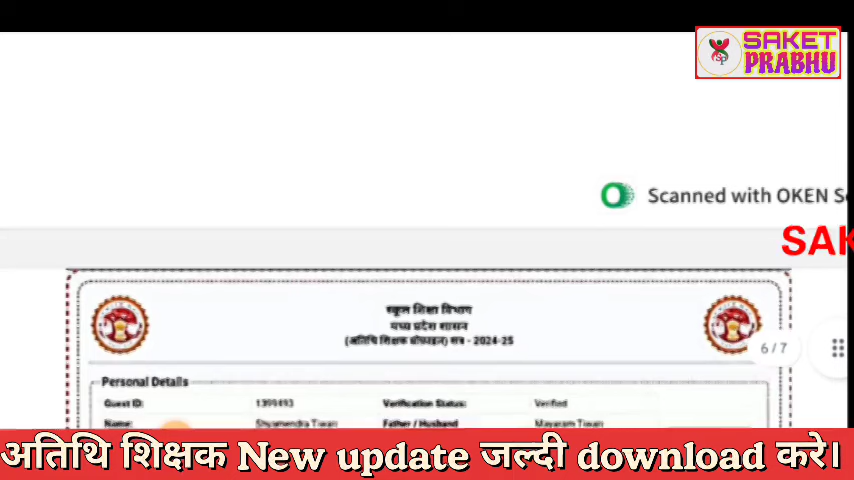 SAKET
PRABHU
Scanned with OKEN
SAK
स्कूल शिक्षा विभाग
मध्य प्रदेश शासन
(अतिथि शिक्षक प्रोफाइल) सत्र - 2024-25
6/7
Personal Details
Guest ID: 1399493 Verification Status: Verified
Name: Shyamendra Tiwari Father / Husband Mayaram Tiwari
अतिथि शिक्षक New update जल्दी download करे।